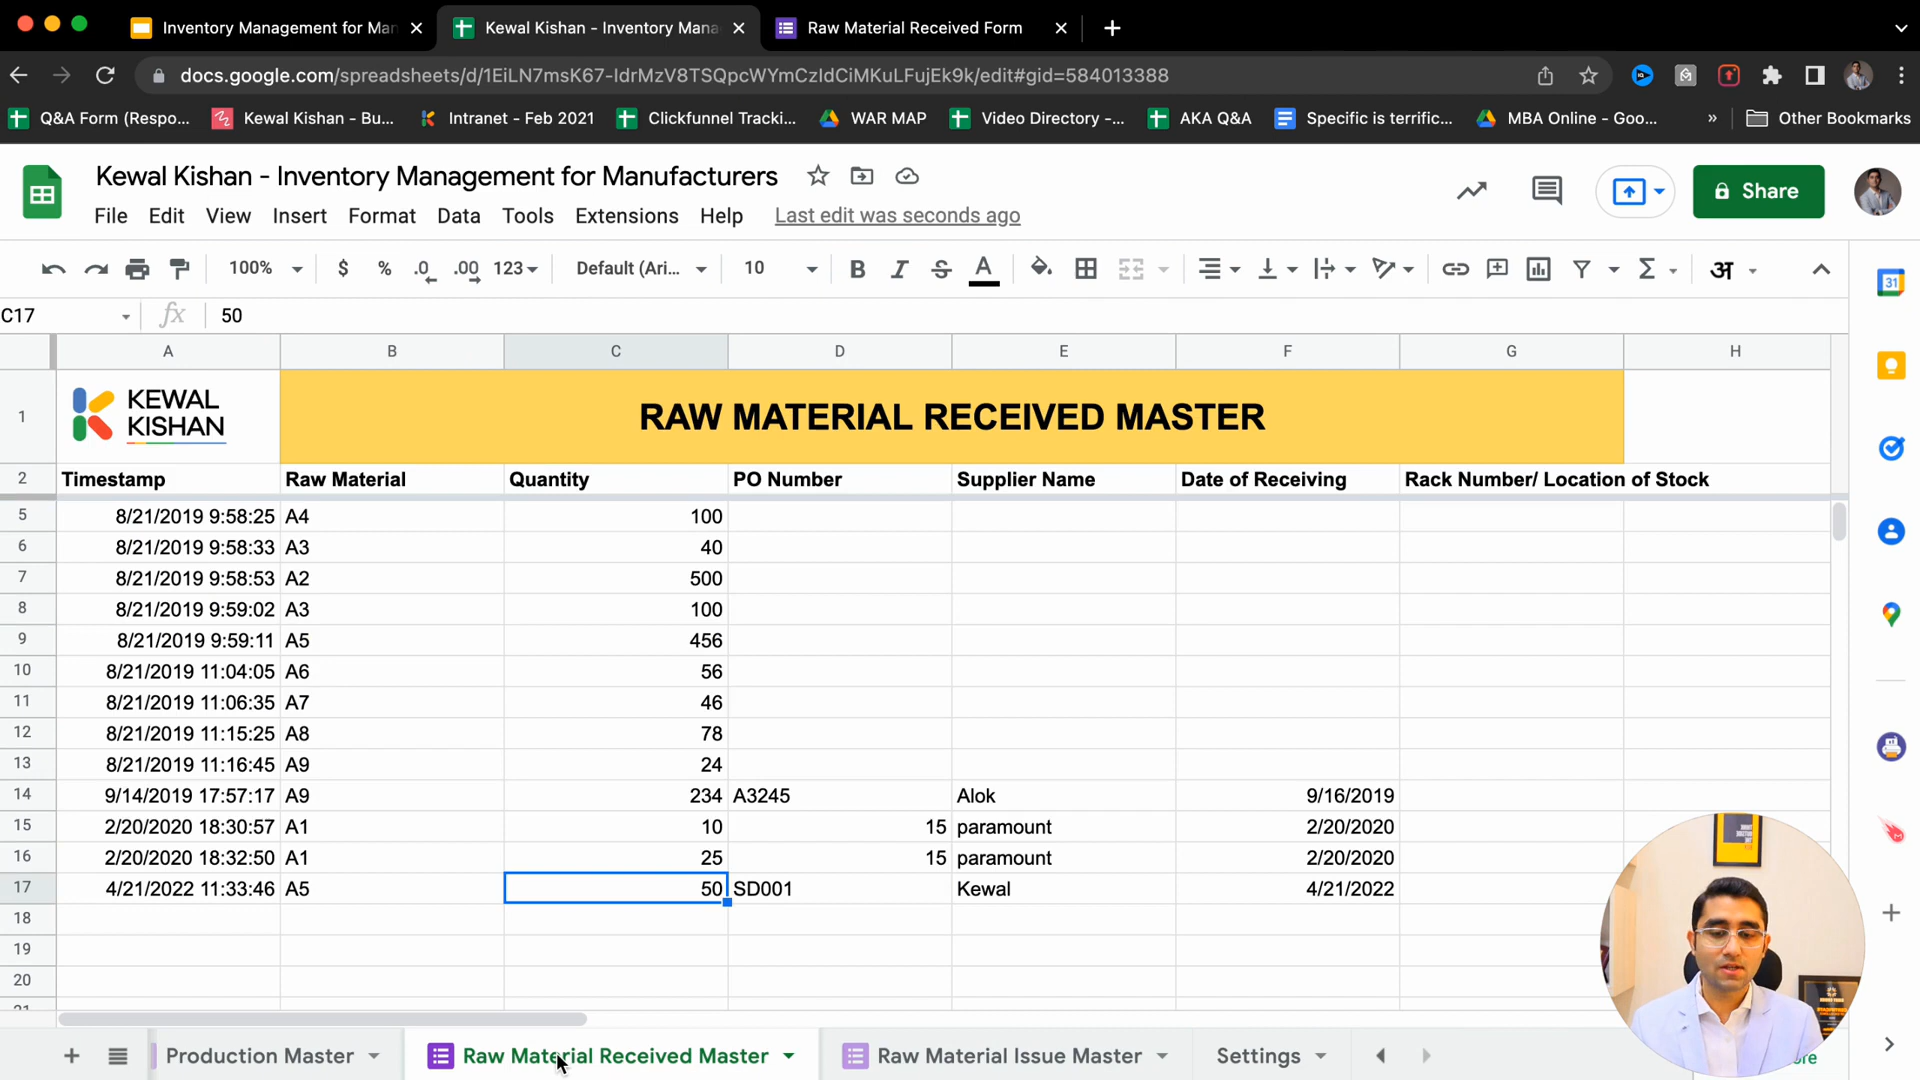 Inventory Management for Man
Kewal Kishan - Inventory Mana
Raw Material Received Form
docs.google.com/spreadsheets/d/1EiLN7msK67-IdrMzV8TSQpcWYmCzIdCiMKuLFujEk9k/edit#gid=584013388
Q&A Form (Respo...
Kewal Kishan - Bu...
Intranet - Feb 2021
Clickfunnel Tracki...
WAR MAP
Video Directory -...
AKA Q&A
Specific is terrific...
MBA Online - Goo...
»
Other Bookmarks
Kewal Kishan - Inventory Management for Manufacturers
Share
File Edit View Insert Format Data Tools Extensions Help Last edit was seconds ago
100% $ % .0 .00 123 Default (Ari... 10 B I S A Σ अ
31
C17 fx 50
A B C D E F G H
1 KEWAL KISHAN RAW MATERIAL RECEIVED MASTER
2 Timestamp Raw Material Quantity PO Number Supplier Name Date of Receiving Rack Number/ Location of Stock
5 8/21/2019 9:58:25 A4 100
6 8/21/2019 9:58:33 A3 40
7 8/21/2019 9:58:53 A2 500
8 8/21/2019 9:59:02 A3 100
9 8/21/2019 9:59:11 A5 456
10 8/21/2019 11:04:05 A6 56
11 8/21/2019 11:06:35 A7 46
12 8/21/2019 11:15:25 A8 78
13 8/21/2019 11:16:45 A9 24
14 9/14/2019 17:57:17 A9 234 A3245 Alok 9/16/2019
15 2/20/2020 18:30:57 A1 10 15 paramount 2/20/2020
16 2/20/2020 18:32:50 A1 25 15 paramount 2/20/2020
17 4/21/2022 11:33:46 A5 50 SD001 Kewal 4/21/2022
18
19
20
Production Master Raw Material Received Master Raw Material Issue Master Settings